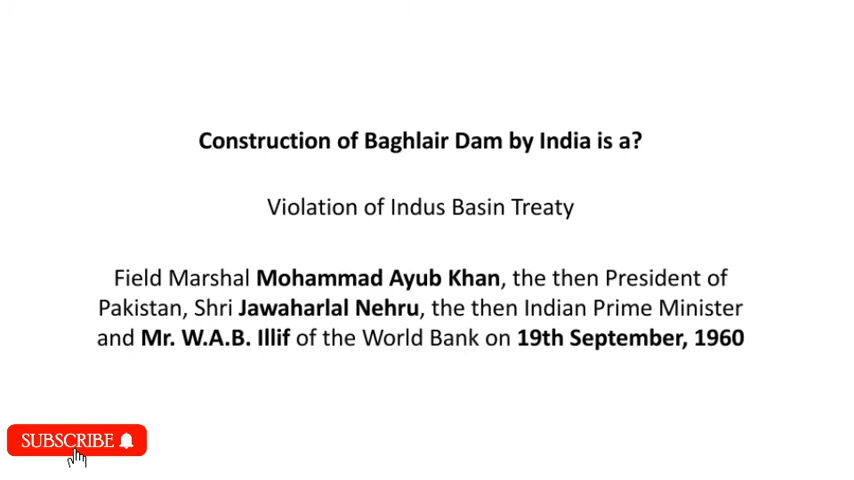 Construction of Baghlair Dam by India is a?
Violation of Indus Basin Treaty
Field Marshal Mohammad Ayub Khan, the then President of
Pakistan, Shri Jawaharlal Nehru, the then Indian Prime Minister
and Mr. W.A.B. Illif of the World Bank on 19th September, 1960
SUBSCRIBE